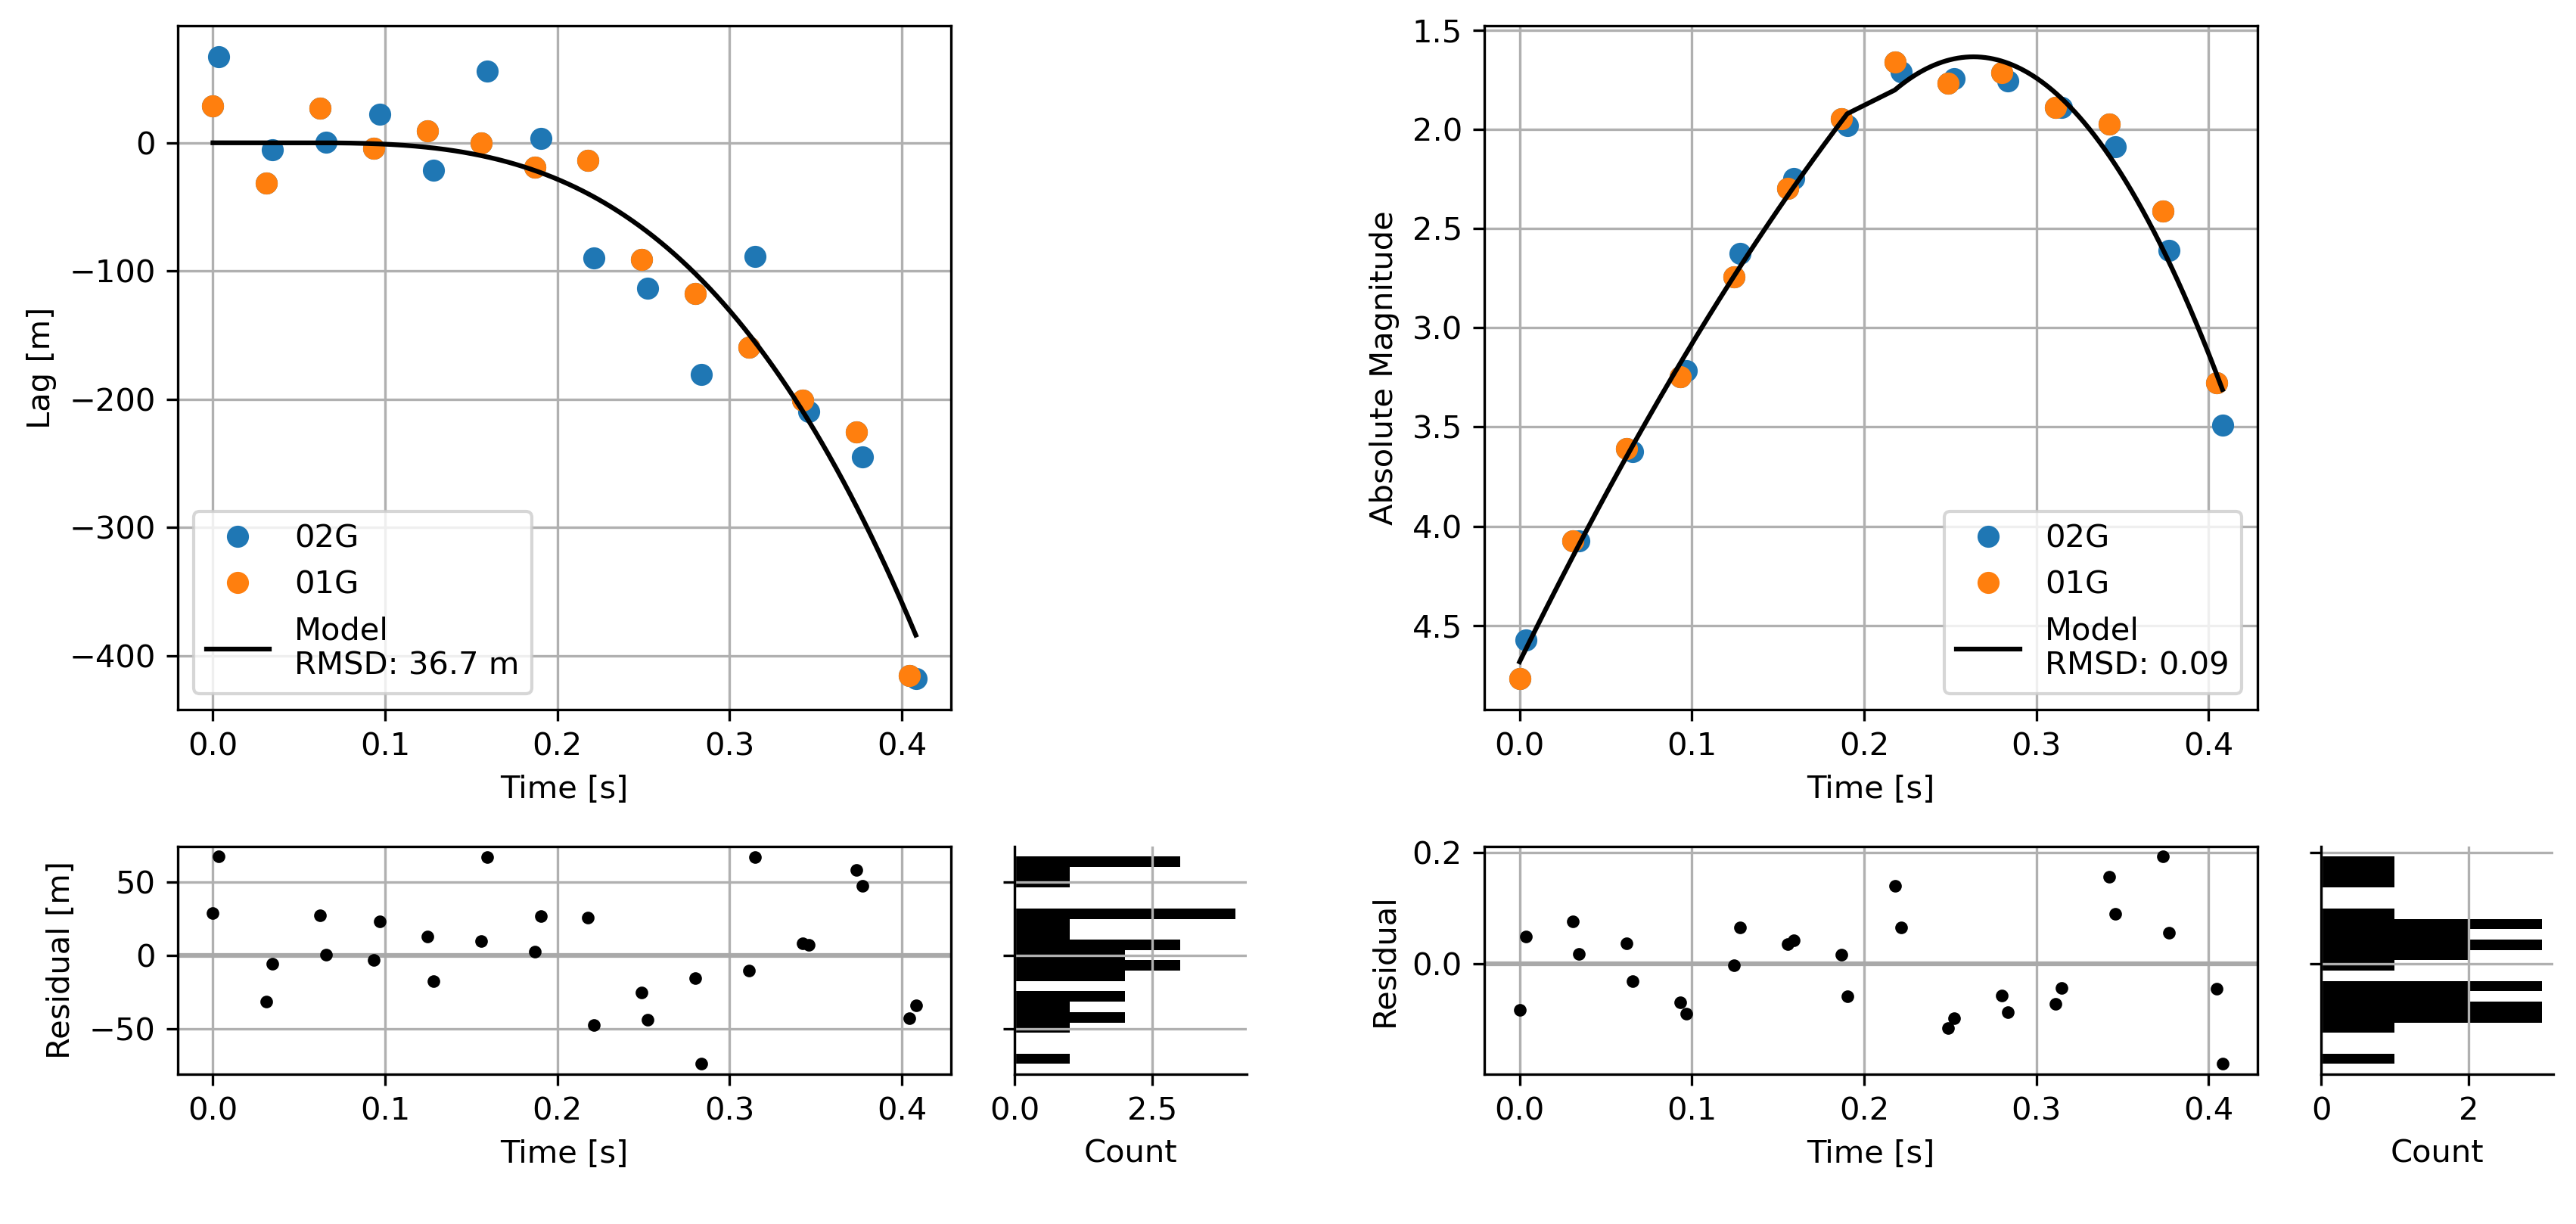 0
−100
−200
−300
−400
Lag [m]
02G
01G
Model
RMSD: 36.7 m
0.0 0.1 0.2 0.3 0.4
Time [s]
1.5
2.0
2.5
3.0
3.5
4.0
4.5
Absolute Magnitude
02G
01G
Model
RMSD: 0.09
0.0 0.1 0.2 0.3 0.4
Time [s]
50
0
−50
Residual [m]
0.0 0.1 0.2 0.3 0.4
Time [s]
0.0 2.5
Count
0.2
0.0
Residual
0.0 0.1 0.2 0.3 0.4
Time [s]
0 2
Count